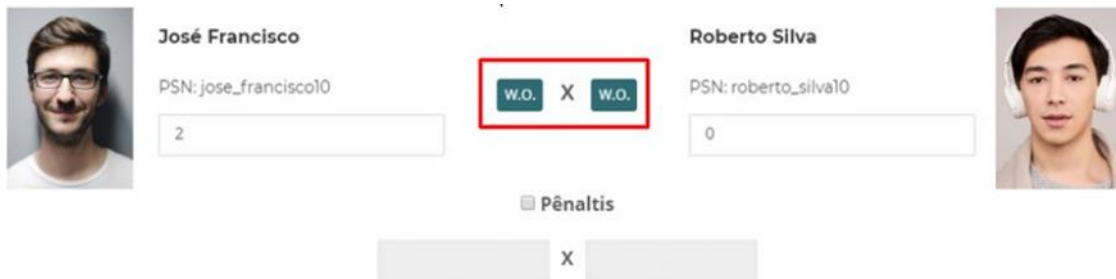 José Francisco
PSN: jose_francisco10
2
W.O. X W.O.
Roberto Silva
PSN: roberto_silva10
0
Pênaltis
X